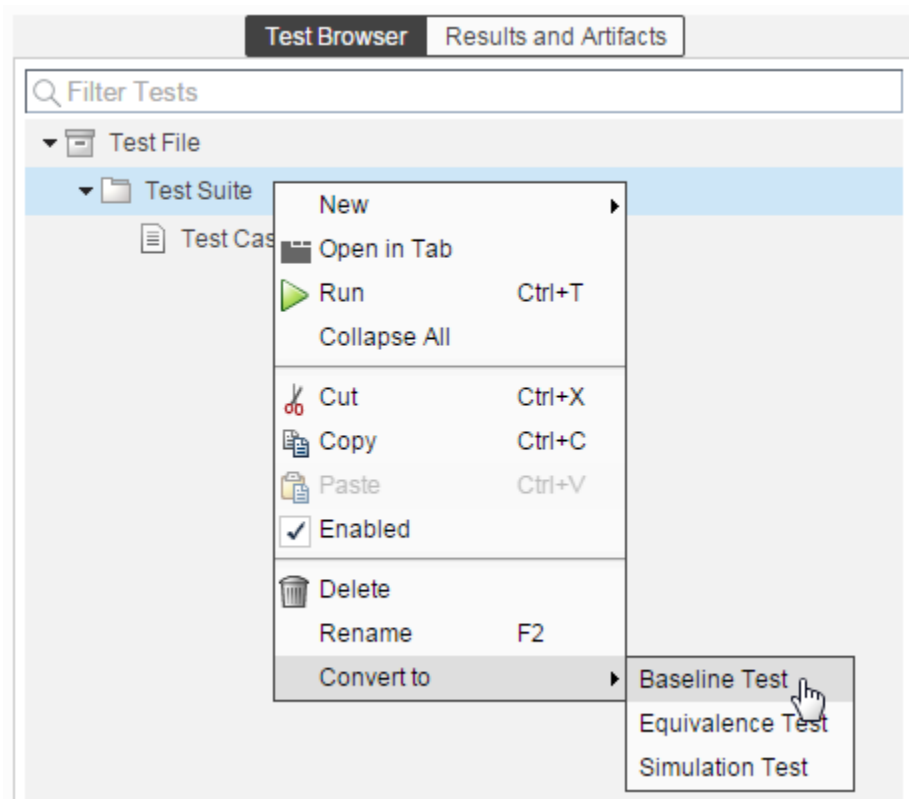 Test Browser Results and Artifacts
Filter Tests
Test File
Test Suite
Test Cas
New
Open in Tab
Run Ctrl+T
Collapse All
Cut Ctrl+X
Copy Ctrl+C
Paste Ctrl+V
Enabled
Delete
Rename F2
Convert to
Baseline Test
Equivalence Test
Simulation Test